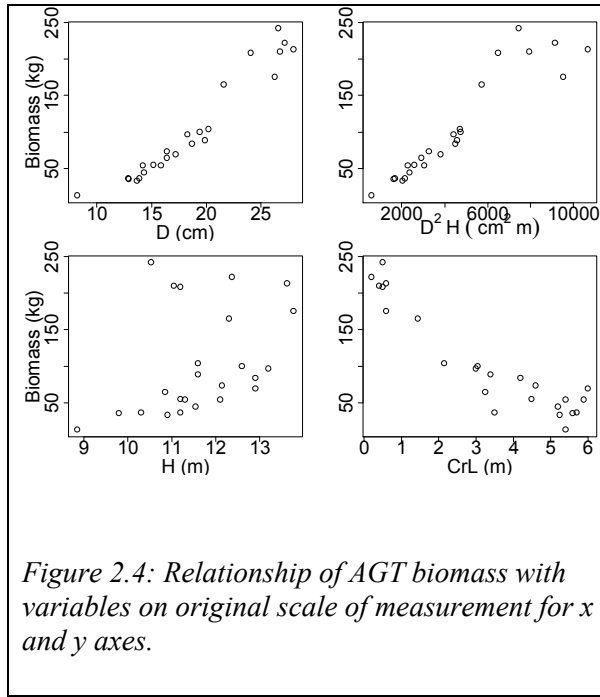 50 150 250
Biomass (kg)
10 15 20 25
D (cm)
50 150 250
2000 6000 10000
D² H ( cm² m)
50 150 250
Biomass (kg)
9 10 11 12 13
H (m)
50 150 250
0 1 2 3 4 5 6
CrL (m)
Figure 2.4: Relationship of AGT biomass with
variables on original scale of measurement for x
and y axes.